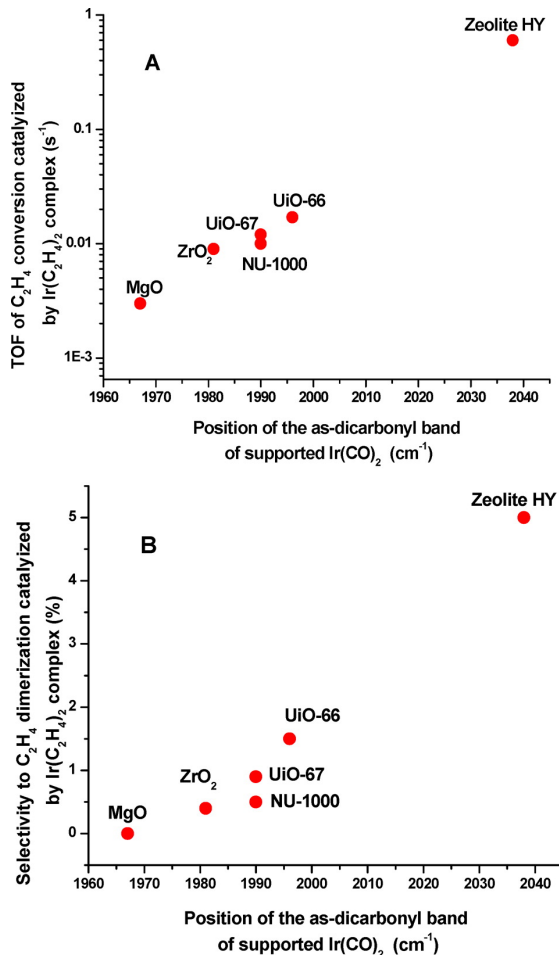 A
TOF of C₂H₄ conversion catalyized
by Ir(C₂H₄)₂ complex (s⁻¹)
1
0.1
0.01
1E-3
Zeolite HY
UiO-66
UiO-67
ZrO₂
NU-1000
MgO
1960 1970 1980 1990 2000 2010 2020 2030 2040
Position of the as-dicarbonyl band
of supported Ir(CO)₂ (cm⁻¹)
B
Selectivity to C₂H₄ dimerization catalyized
by Ir(C₂H₄)₂ complex (%)
5
4
3
2
1
0
Zeolite HY
UiO-66
ZrO₂
UiO-67
NU-1000
MgO
1960 1970 1980 1990 2000 2010 2020 2030 2040
Position of the as-dicarbonyl band
of supported Ir(CO)₂ (cm⁻¹)